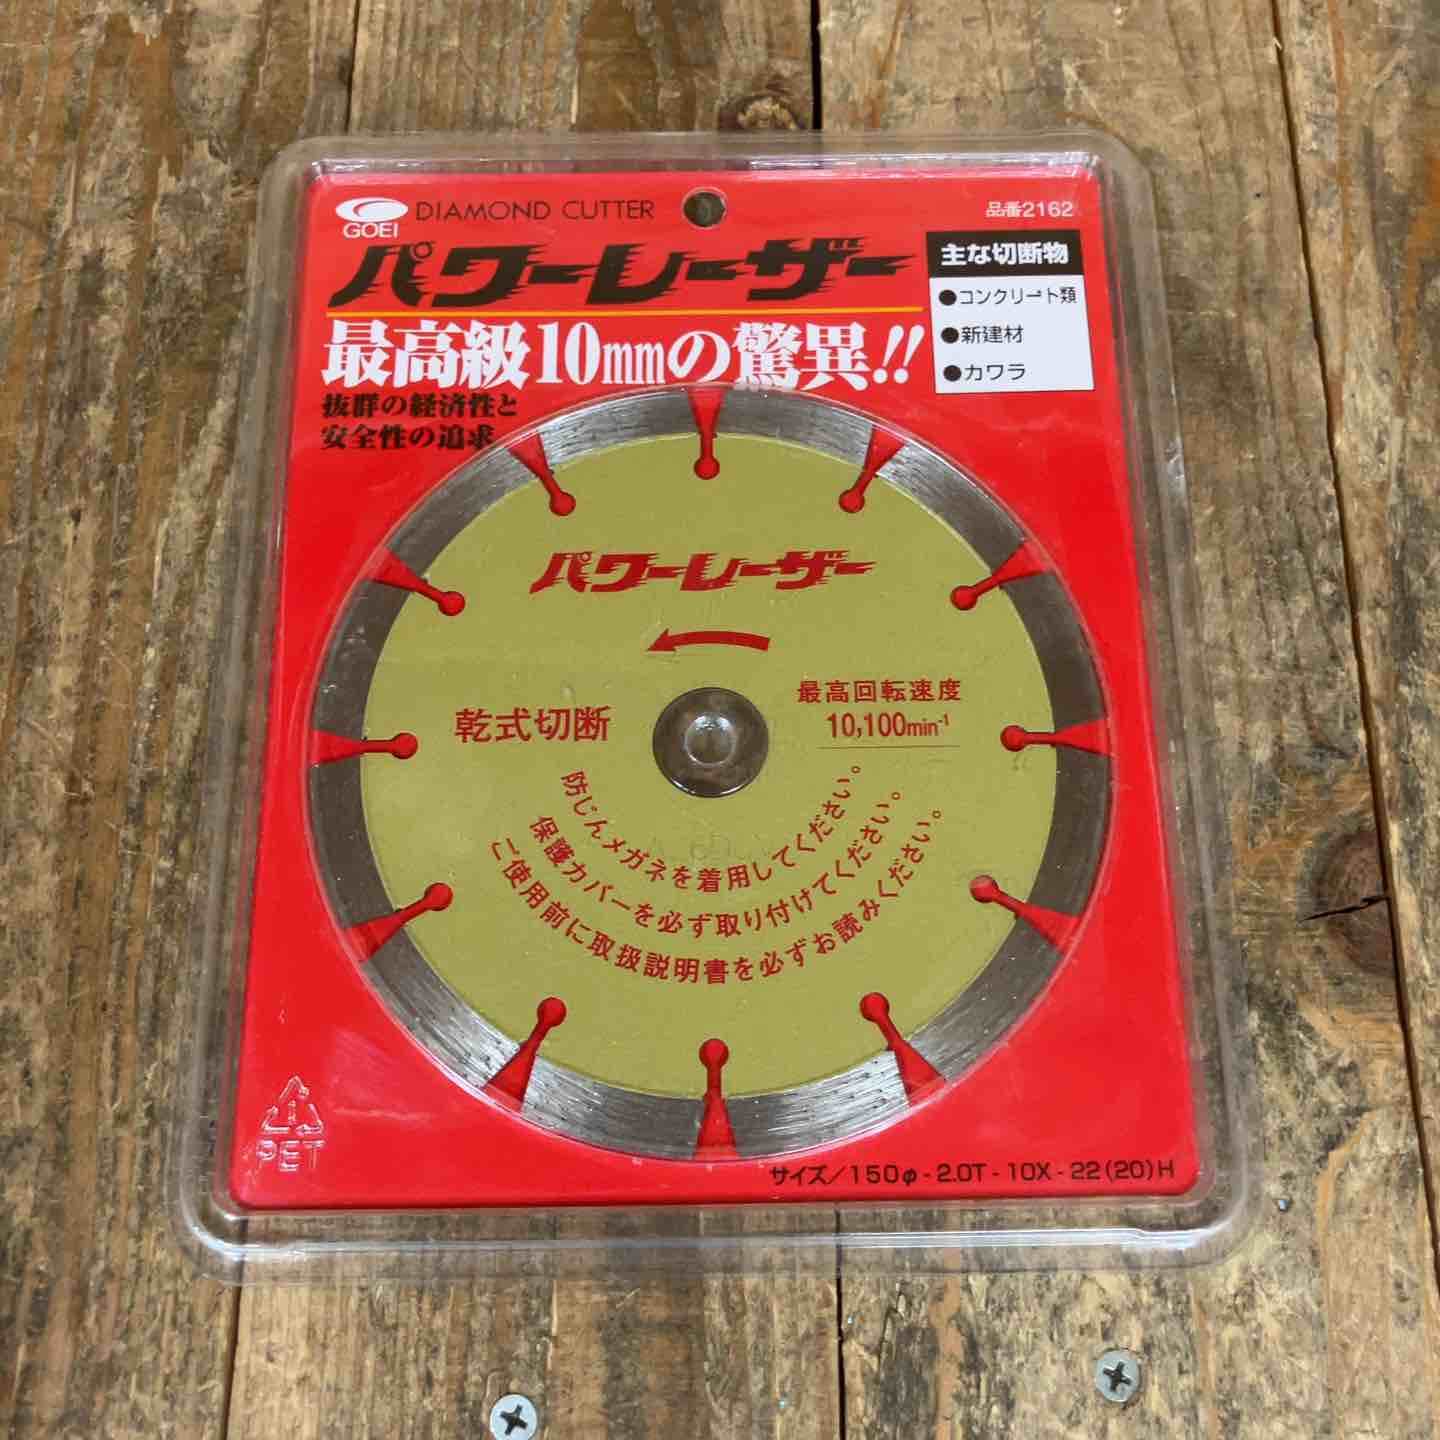 GOEI
DIAMOND CUTTER
品番2162
パワーレーザー
最高級10mmの驚異!!
抜群の経済性と
安全性の追求
主な切断物
●コンクリート類
●新建材
●カワラ
パワーレーザー
乾式切断
最高回転速度
10,100min⁻¹
防じんメガネを着用してください。
保護カバーを必ず取り付けてください。
ご使用前に取扱説明書を必ずお読みください。
PET
サイズ/150φ-2.0T-10X-22(20)H